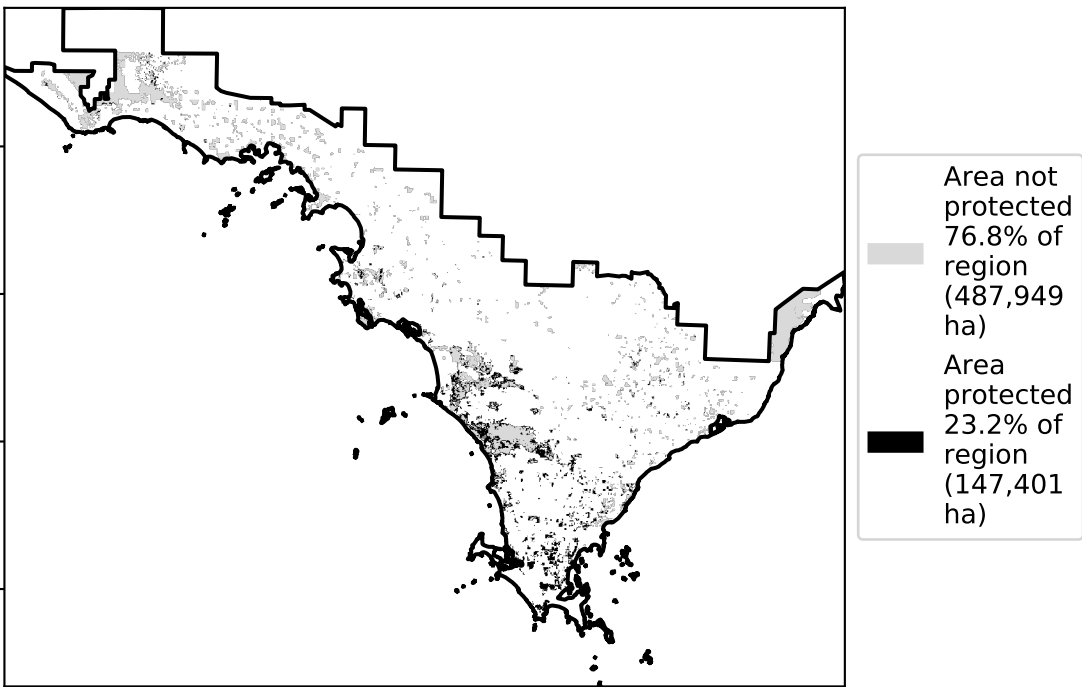 Area not
protected
76.8% of
region
(487,949
ha)
Area
protected
23.2% of
region
(147,401
ha)